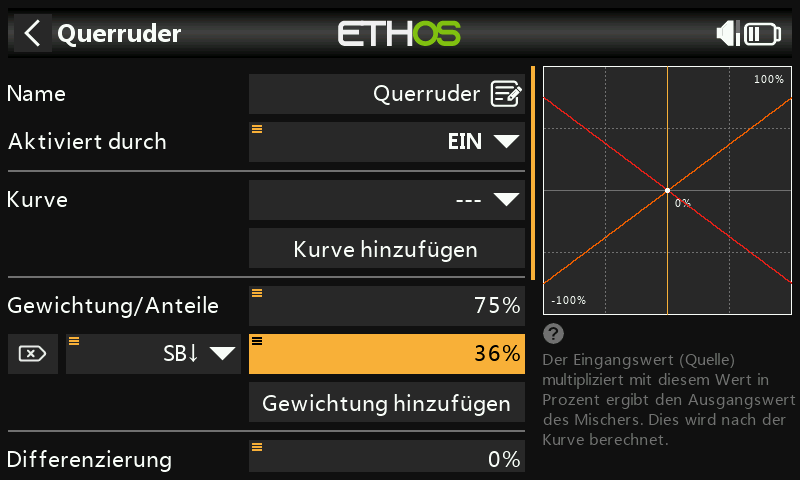 Querruder
ETHOS
Name
Querruder
Aktiviert durch
EIN
Kurve
---
Kurve hinzufügen
Gewichtung/Anteile
75%
SB↓
36%
Gewichtung hinzufügen
Differenzierung
0%
100%
0%
-100%
?
Der Eingangswert (Quelle)
multipliziert mit diesem Wert in
Prozent ergibt den Ausgangswert
des Mischers. Dies wird nach der
Kurve berechnet.